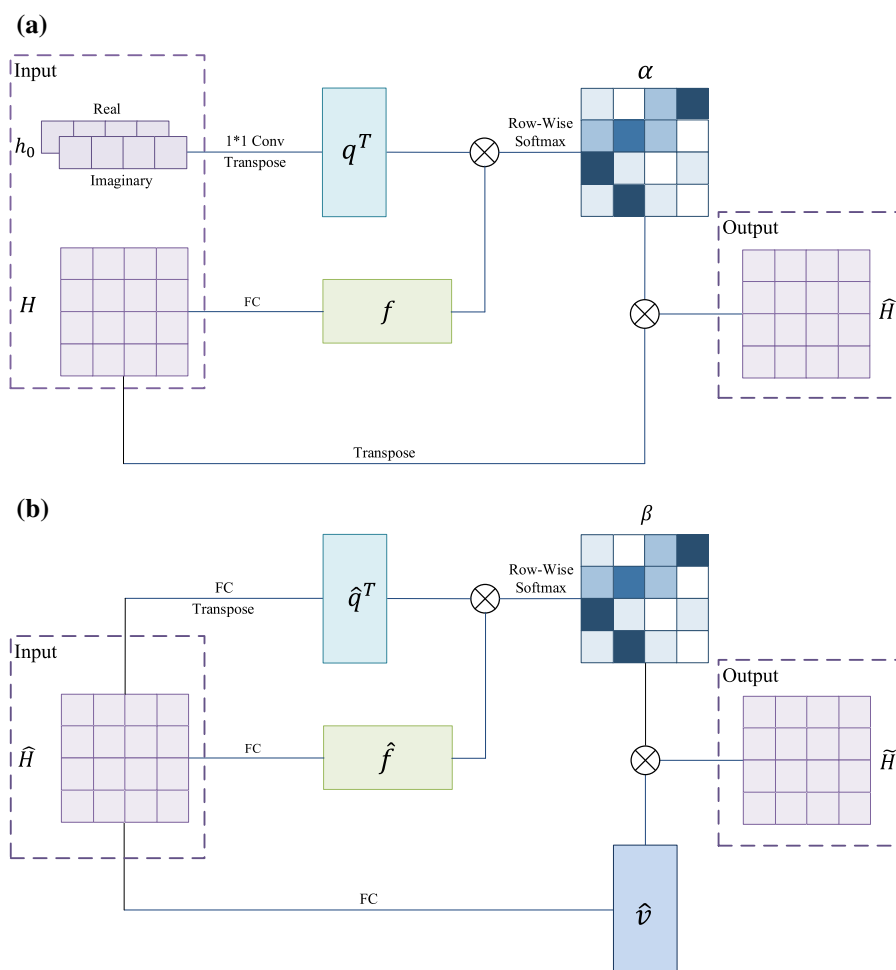 (a)
Input
Real
h₀
Imaginary
1*1 Conv
Transpose
qᵀ
Row-Wise
Softmax
α
H
FC
f
Output
Ĥ
Transpose
(b)
β
FC
Transpose
q̂ᵀ
Row-Wise
Softmax
Input
Ĥ
FC
f̂
Output
H̃
FC
v̂